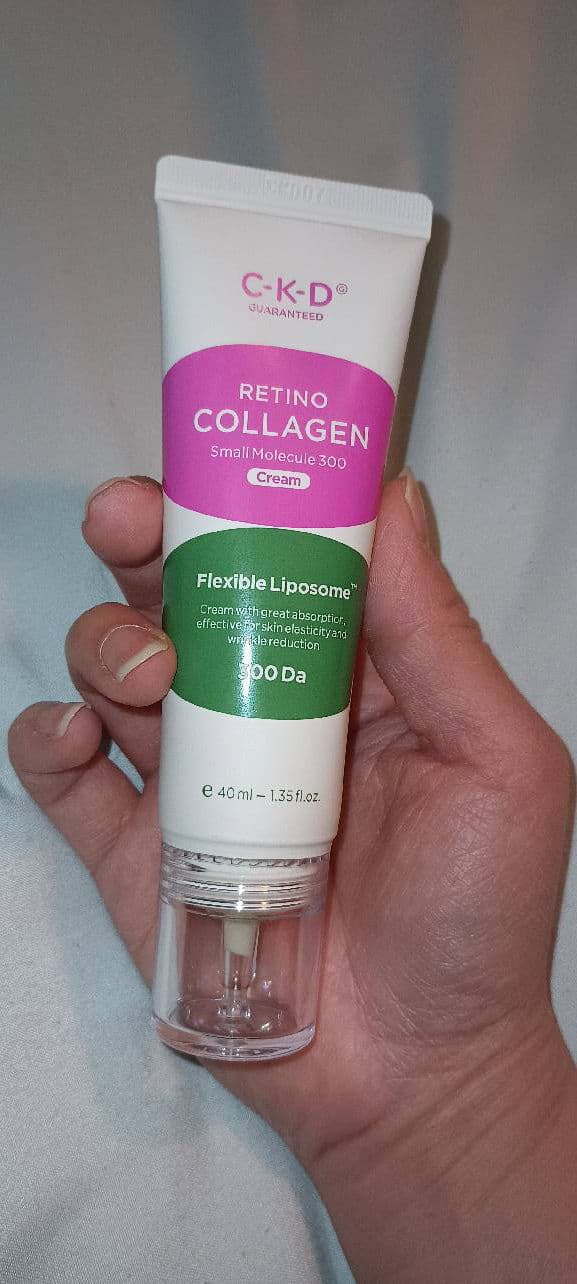 C-K-D®
GUARANTEED
RETINO
COLLAGEN
Small Molecule 300
Cream
Flexible Liposome™
Cream with great absorption,
effective for skin elasticity and
wrinkle reduction
300 Da
e 40 ml – 1.35 fl.oz.